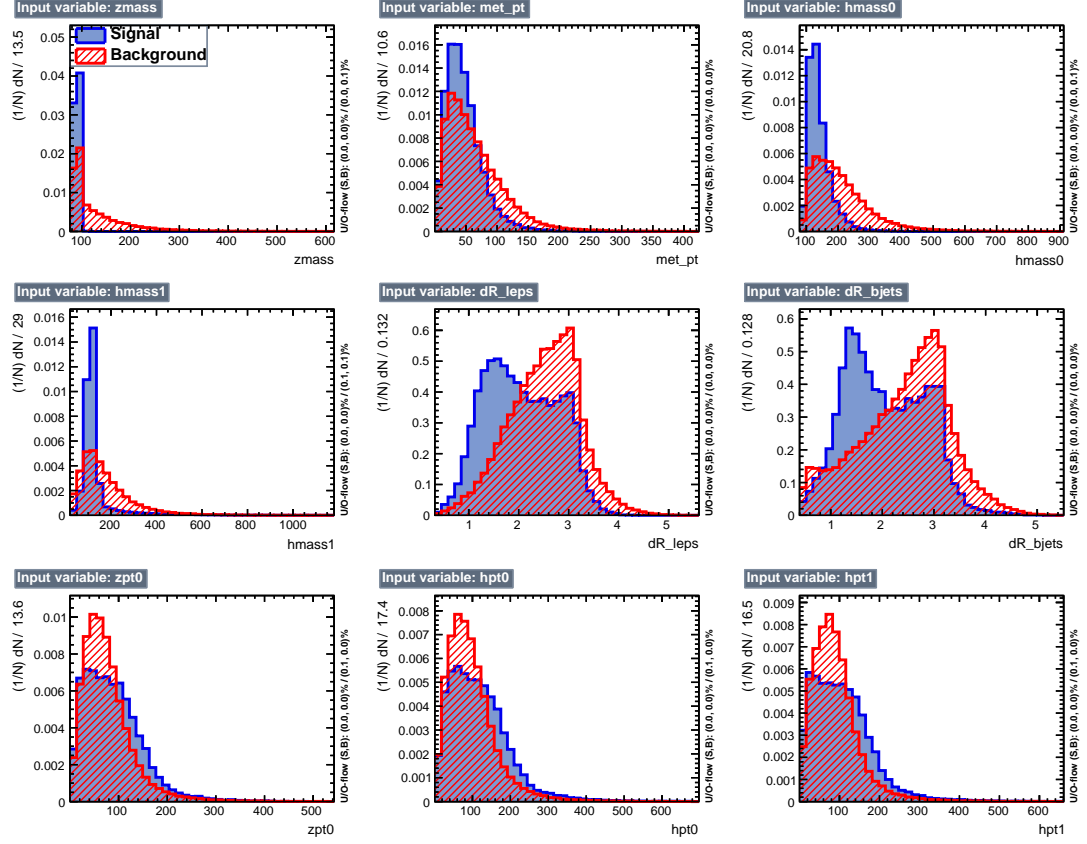 Input variable: zmass
(1/N) dN / 13.5
0.05
0.04
0.03
0.02
0.01
0
Signal
Background
100 200 300 400 500 600
zmass
U/O-flow (S,B): (0.0, 0.0)% / (0.0, 0.1)%
Input variable: met_pt
(1/N) dN / 10.6
0.016
0.014
0.012
0.01
0.008
0.006
0.004
0.002
0
50 100 150 200 250 300 350 400
met_pt
U/O-flow (S,B): (0.0, 0.0)% / (0.0, 0.0)%
Input variable: hmass0
(1/N) dN / 20.8
0.016
0.014
0.012
0.01
0.008
0.006
0.004
0.002
0
100 200 300 400 500 600 700 800 900
hmass0
U/O-flow (S,B): (0.0, 0.0)% / (0.0, 0.1)%
Input variable: hmass1
(1/N) dN / 29
0.016
0.014
0.012
0.01
0.008
0.006
0.004
0.002
0
200 400 600 800 1000
hmass1
U/O-flow (S,B): (0.0, 0.0)% / (0.1, 0.1)%
Input variable: dR_leps
(1/N) dN / 0.132
0.6
0.5
0.4
0.3
0.2
0.1
0
1 2 3 4 5
dR_leps
U/O-flow (S,B): (0.0, 0.0)% / (0.0, 0.0)%
Input variable: dR_bjets
(1/N) dN / 0.128
0.6
0.5
0.4
0.3
0.2
0.1
0
1 2 3 4 5
dR_bjets
U/O-flow (S,B): (0.0, 0.0)% / (0.0, 0.0)%
Input variable: zpt0
(1/N) dN / 13.6
0.01
0.008
0.006
0.004
0.002
0
100 200 300 400 500
zpt0
U/O-flow (S,B): (0.0, 0.0)% / (0.1, 0.0)%
Input variable: hpt0
(1/N) dN / 17.4
0.008
0.007
0.006
0.005
0.004
0.003
0.002
0.001
0
100 200 300 400 500 600
hpt0
U/O-flow (S,B): (0.0, 0.0)% / (0.1, 0.0)%
Input variable: hpt1
(1/N) dN / 16.5
0.009
0.008
0.007
0.006
0.005
0.004
0.003
0.002
0.001
0
100 200 300 400 500 600
hpt1
U/O-flow (S,B): (0.0, 0.0)% / (0.1, 0.0)%